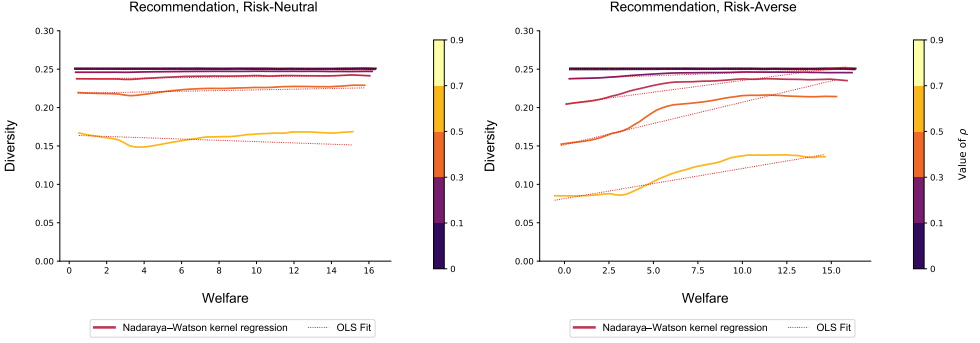 Recommendation, Risk-Neutral
0.30
0.25
0.20
0.15
0.10
0.05
0.00
Diversity
0 2 4 6 8 10 12 14 16
Welfare
0.9
0.7
0.5
0.3
0.1
0
Nadaraya–Watson kernel regression OLS Fit
Recommendation, Risk-Averse
0.30
0.25
0.20
0.15
0.10
0.05
0.00
Diversity
0.0 2.5 5.0 7.5 10.0 12.5 15.0
Welfare
0.9
0.7
0.5
0.3
0.1
0
Value of ρ
Nadaraya–Watson kernel regression OLS Fit